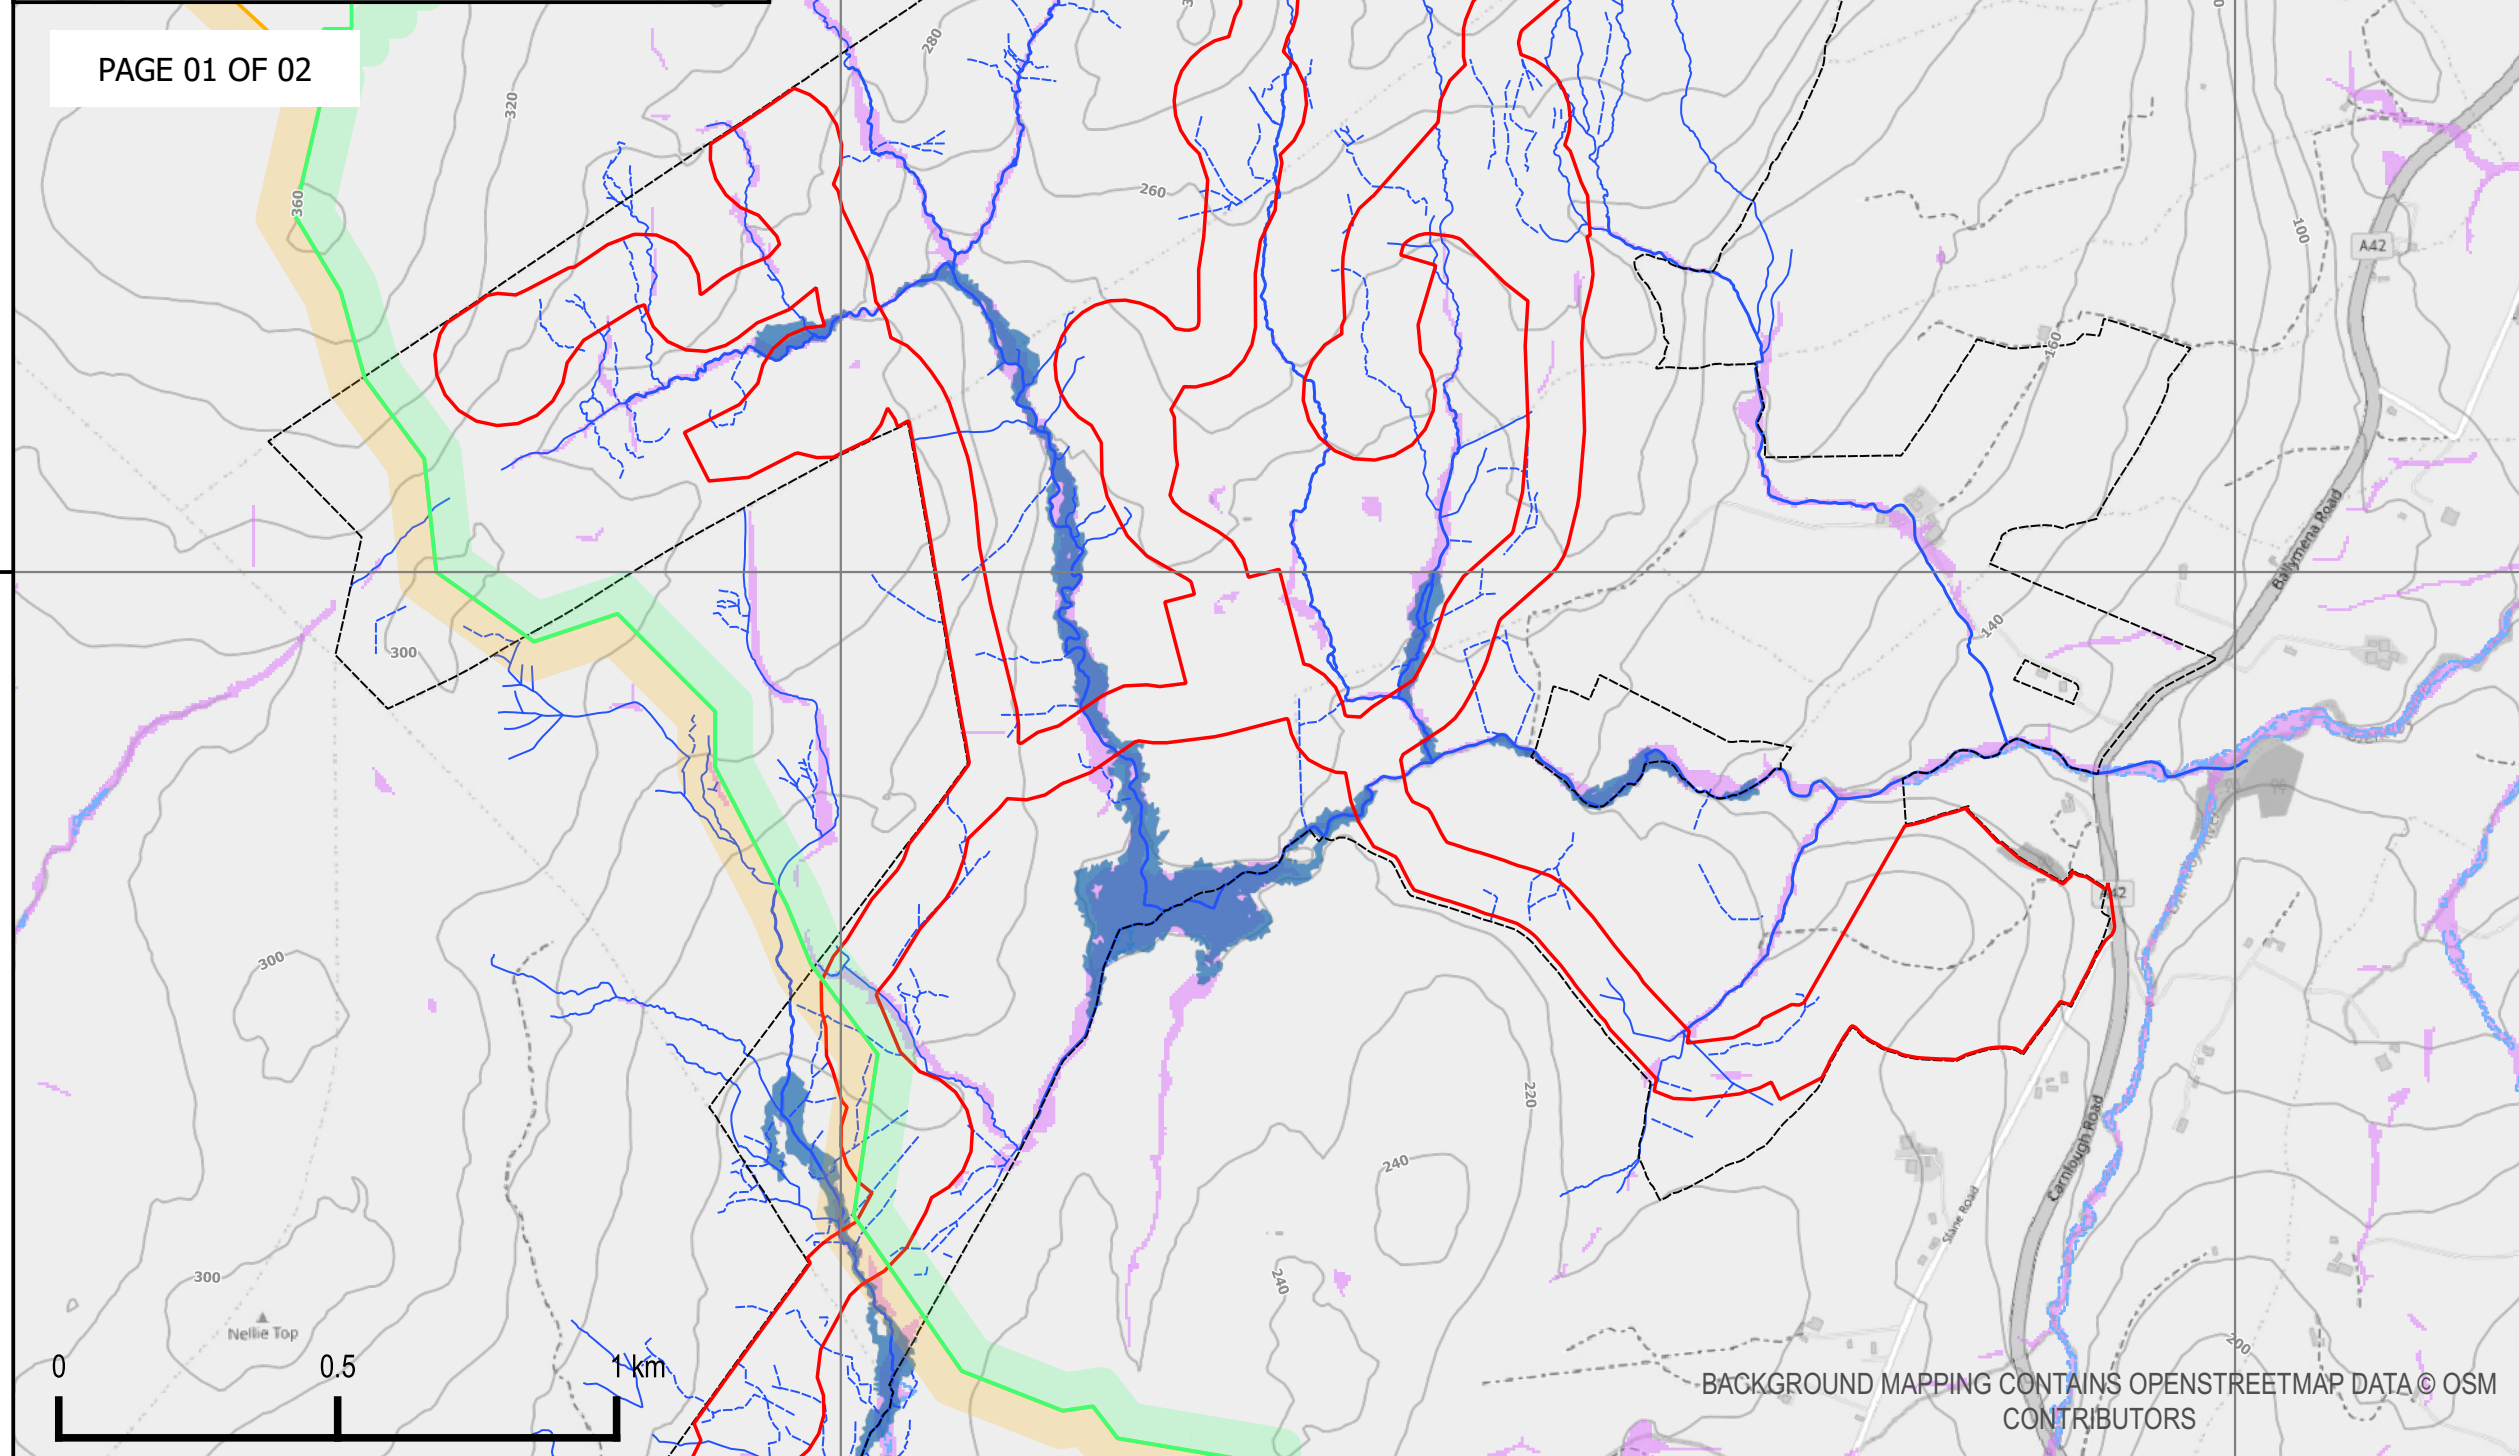 PAGE 01 OF 02
280
320
360
260
100
A42
160
Ballymena Road
140
300
A42
300
220
240
Carnlough Road
Slane Road
300
240
Nellie Top
200
0 0.5 1 km
BACKGROUND MAPPING CONTAINS OPENSTREETMAP DATA © OSM
CONTRIBUTORS